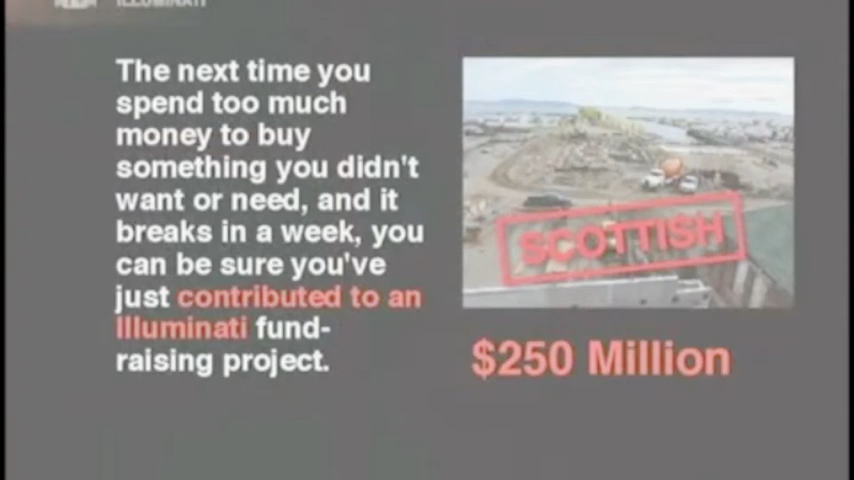 ILLUMINATI
The next time you
spend too much
money to buy
something you didn't
want or need, and it
breaks in a week, you
can be sure you've
just contributed to an
Illuminati fund-
raising project.
SCOTTISH
$250 Million